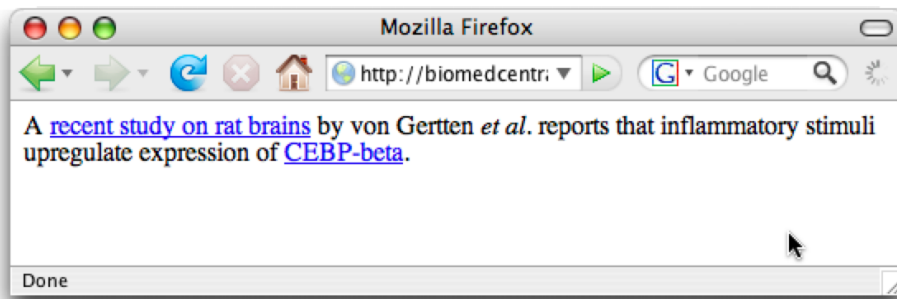 Mozilla Firefox
http://biomedcentr
Google
A recent study on rat brains by von Gertten et al. reports that inflammatory stimuli
upregulate expression of CEBP-beta.
Done